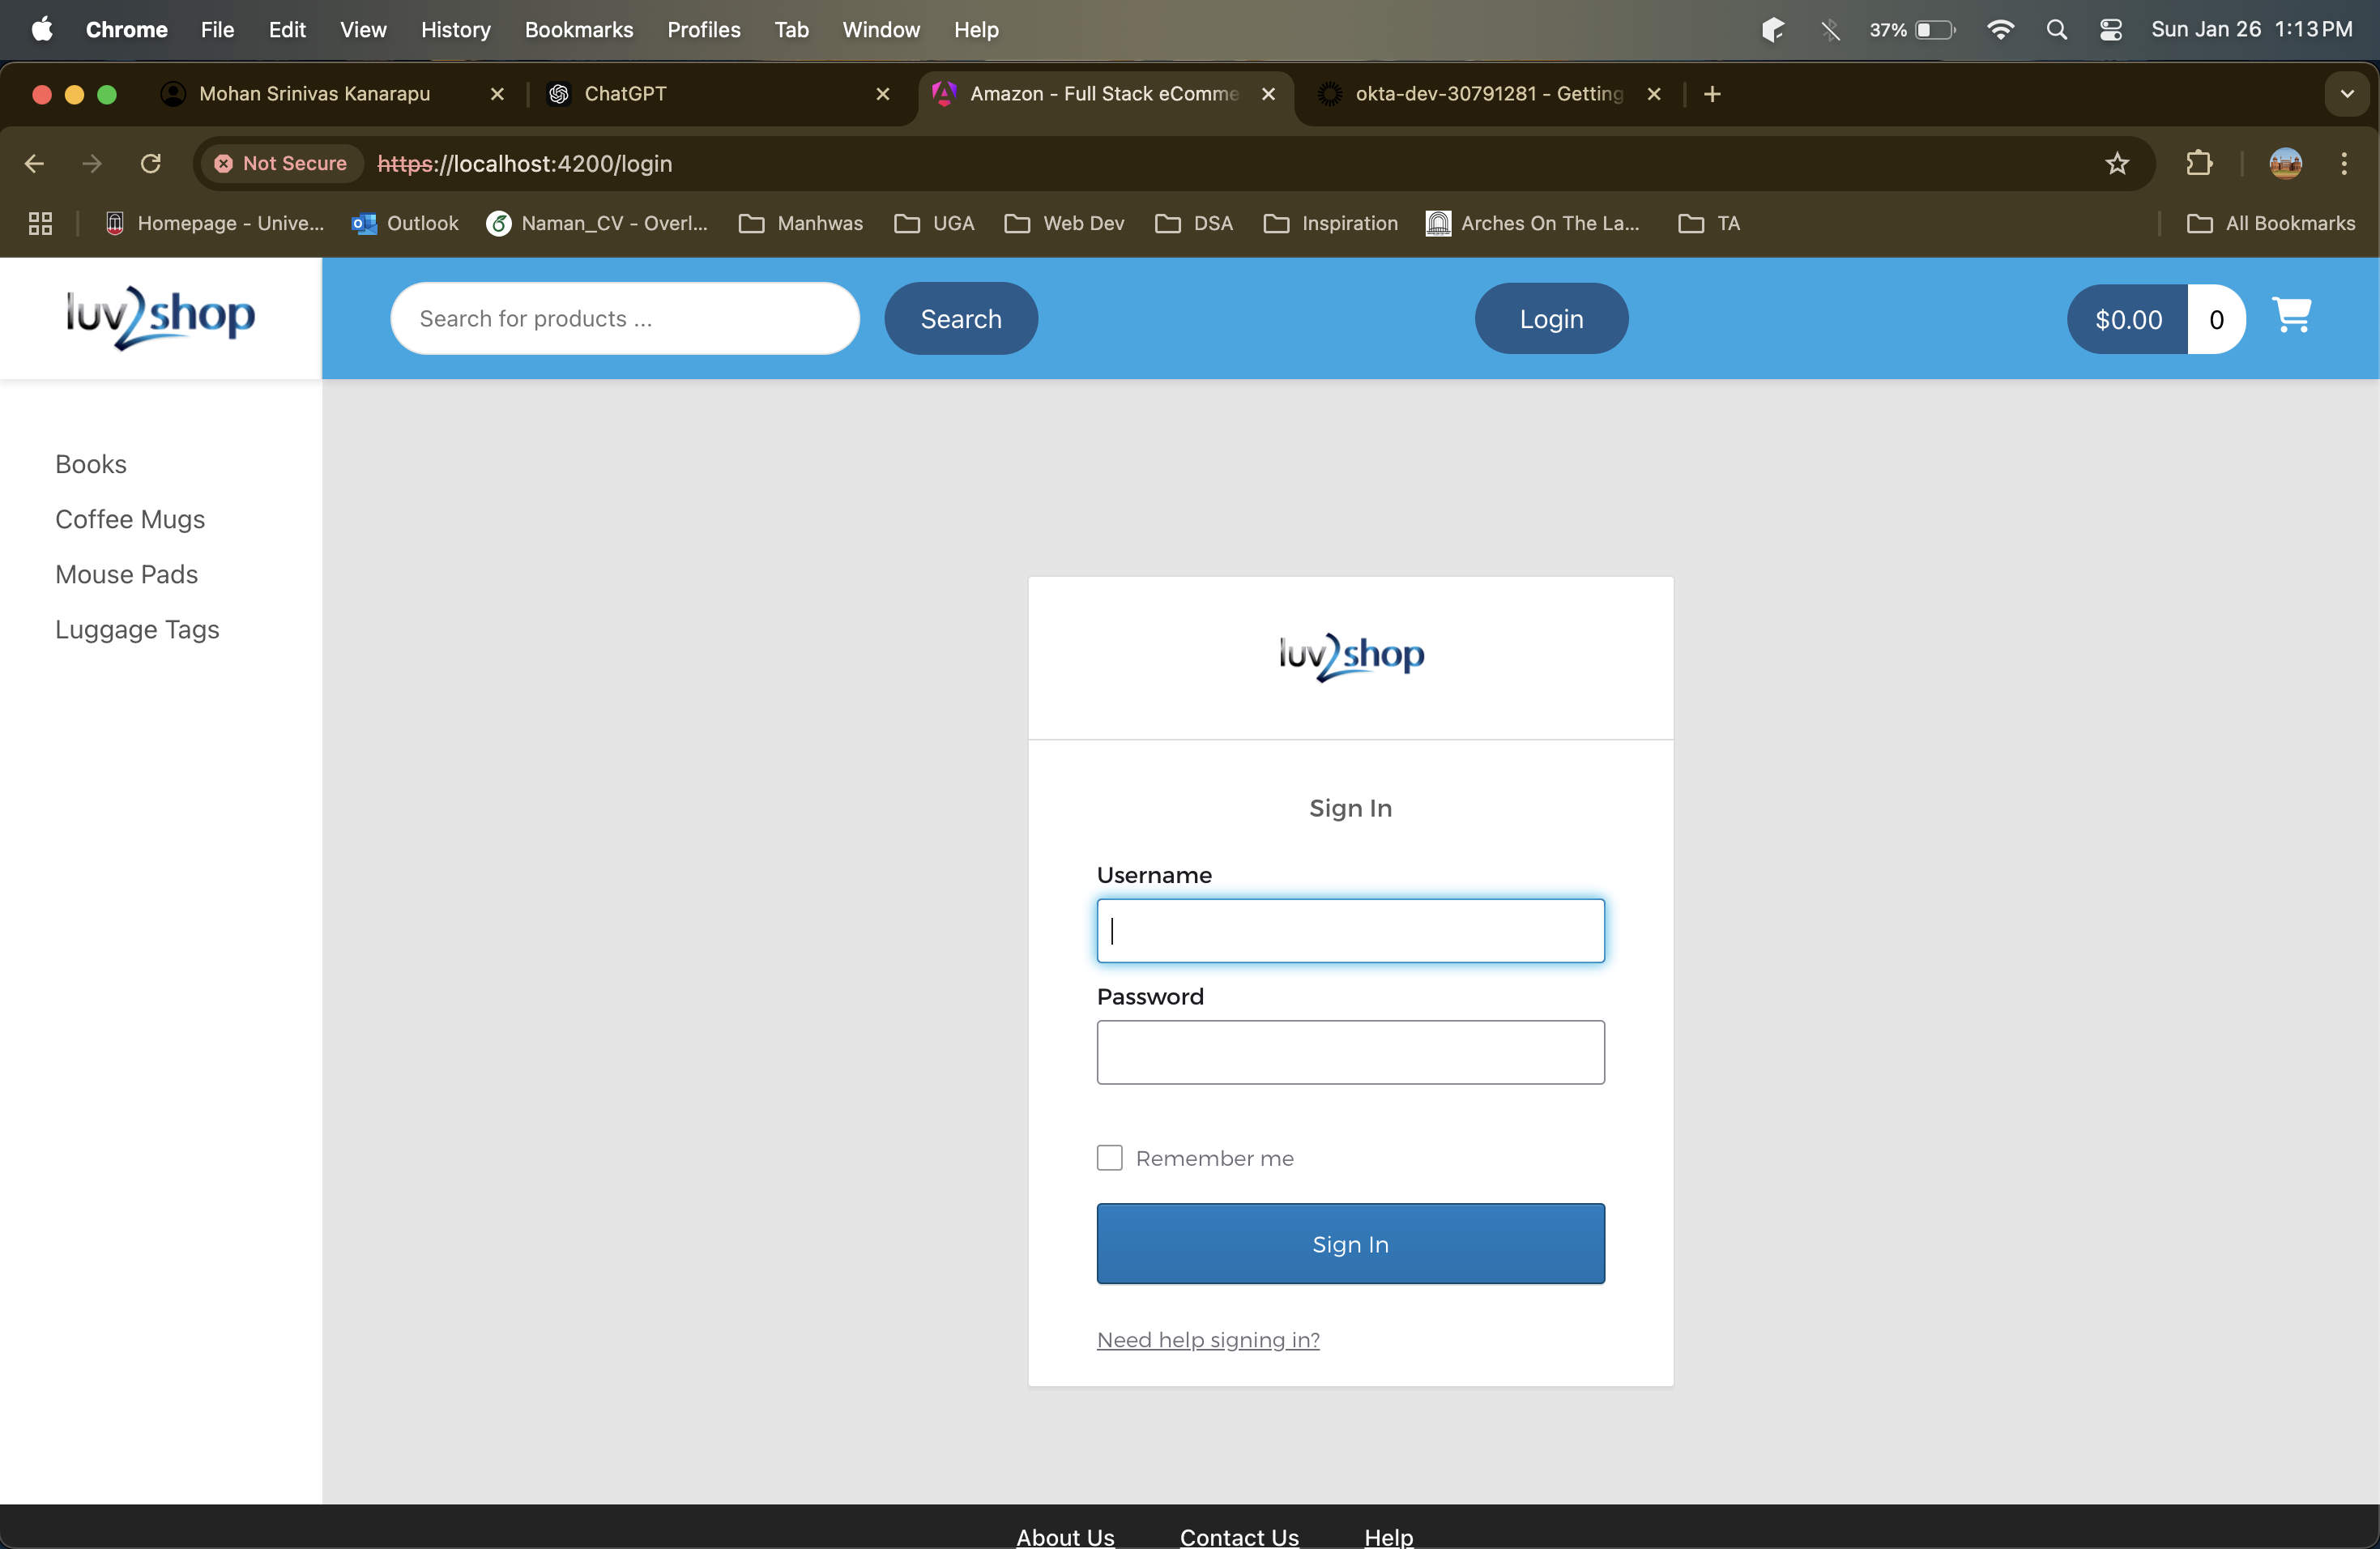 Chrome File Edit View History Bookmarks Profiles Tab Window Help 37% Sun Jan 26 1:13 PM
Mohan Srinivas Kanarapu ChatGPT Amazon - Full Stack eComme okta-dev-30791281 - Getting
Not Secure https://localhost:4200/login
Homepage - Unive... Outlook Naman_CV - Overl... Manhwas UGA Web Dev DSA Inspiration Arches On The La... TA All Bookmarks
luv2shop Search for products ... Search Login $0.00 0
Books
Coffee Mugs
Mouse Pads
Luggage Tags
luv2shop
Sign In
Username
Password
Remember me
Sign In
Need help signing in?
About Us Contact Us Help